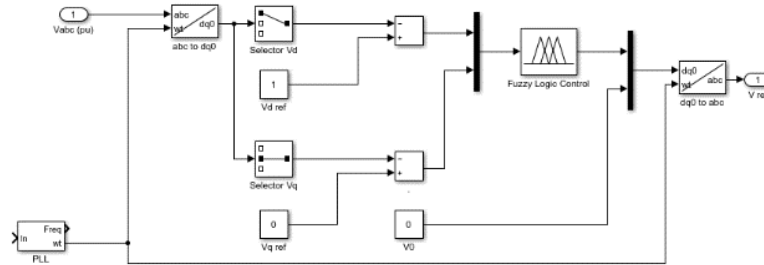 1
Vabc (pu)
abc
wt
dq0
abc to dq0
Selector Vd
−
+
1
Vd ref
Fuzzy Logic Control
dq0
wt
abc
dq0 to abc
1
V re
Selector Vq
−
+
.
0
Vq ref
0
V0
In
Freq
wt
PLL